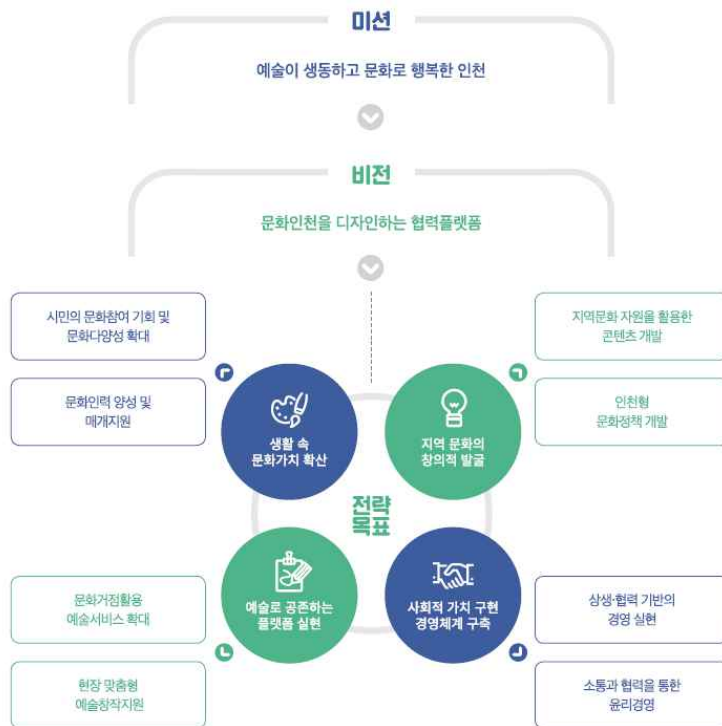 미션
예술이 생동하고 문화로 행복한 인천
비전
문화인천을 디자인하는 협력플랫폼
시민의 문화참여 기회 및
문화다양성 확대
문화인력 양성 및
매개지원
생활 속
문화가치 확산
지역 문화의
창의적 발굴
지역문화 자원을 활용한
콘텐츠 개발
인천형
문화정책 개발
전략
목표
문화거점활용
예술서비스 확대
현장 맞춤형
예술창작지원
예술로 공존하는
플랫폼 실현
사회적 가치 구현
경영체계 구축
상생·협력 기반의
경영 실현
소통과 협력을 통한
윤리경영